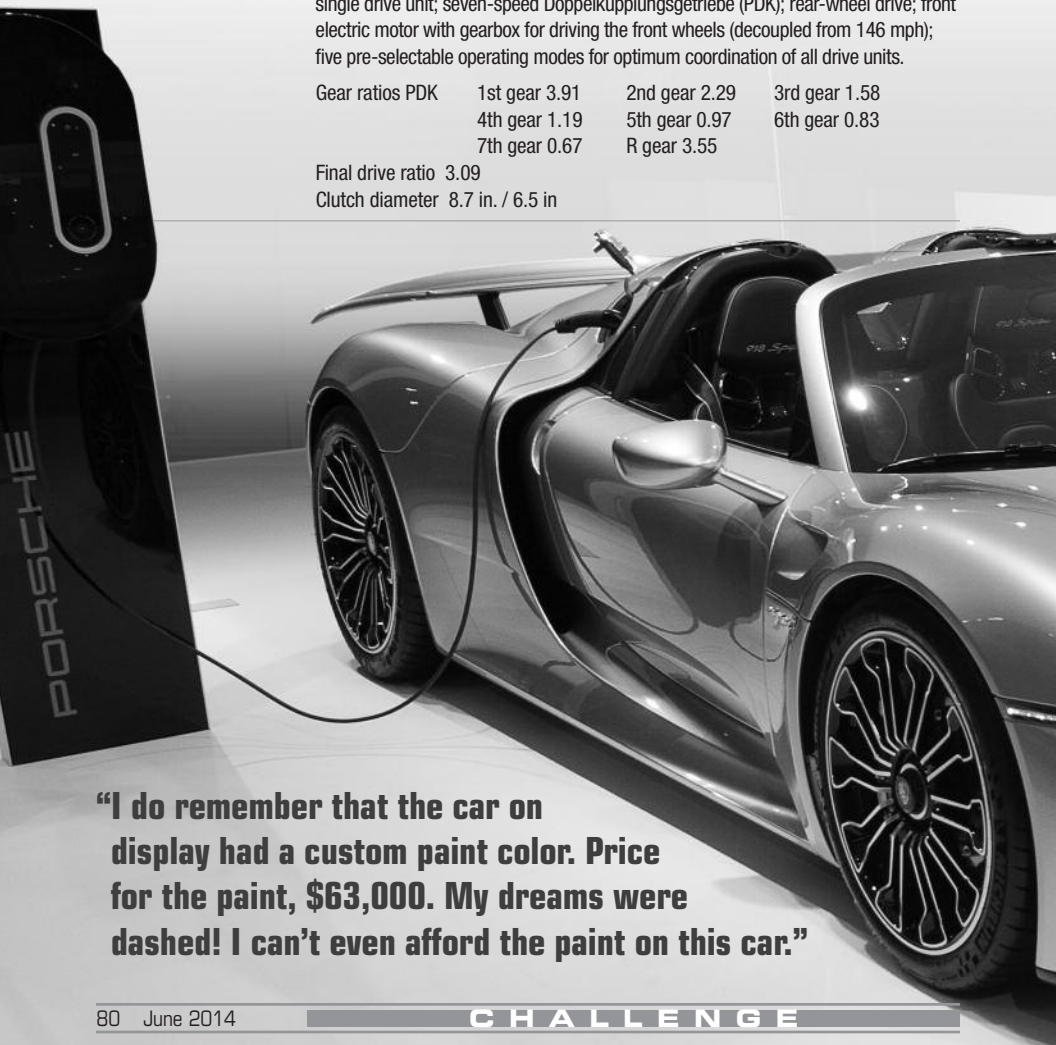 single drive unit; seven-speed Doppelkupplungsgetriebe (PDK); rear-wheel drive; front
electric motor with gearbox for driving the front wheels (decoupled from 146 mph);
five pre-selectable operating modes for optimum coordination of all drive units.
Gear ratios PDK 1st gear 3.91 2nd gear 2.29 3rd gear 1.58
4th gear 1.19 5th gear 0.97 6th gear 0.83
7th gear 0.67 R gear 3.55
Final drive ratio 3.09
Clutch diameter 8.7 in. / 6.5 in
918 Spyder
PORSCHE
“I do remember that the car on
display had a custom paint color. Price
for the paint, $63,000. My dreams were
dashed! I can’t even afford the paint on this car.”
80 June 2014 CHALLENGE